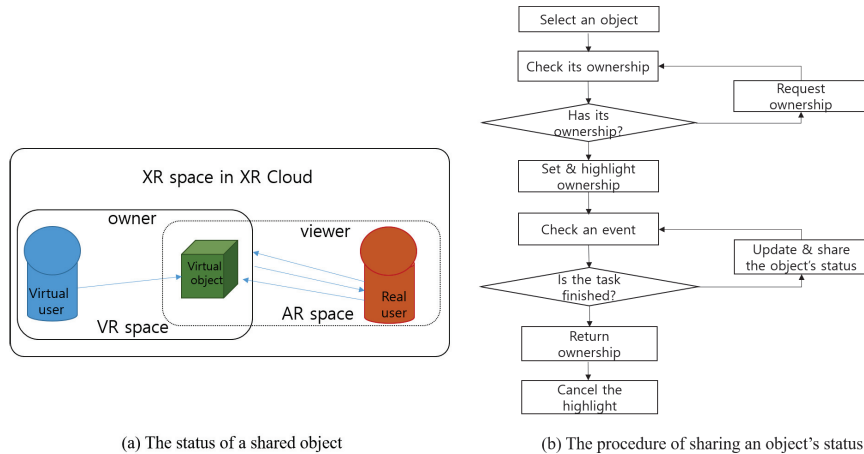 XR space in XR Cloud
owner
viewer
Virtual
object
Virtual
user
Real
user
VR space
AR space
(a) The status of a shared object
Select an object
Check its ownership
Request
ownership
Has its
ownership?
Set & highlight
ownership
Check an event
Update & share
the object's status
Is the task
finished?
Return
ownership
Cancel the
highlight
(b) The procedure of sharing an object's status